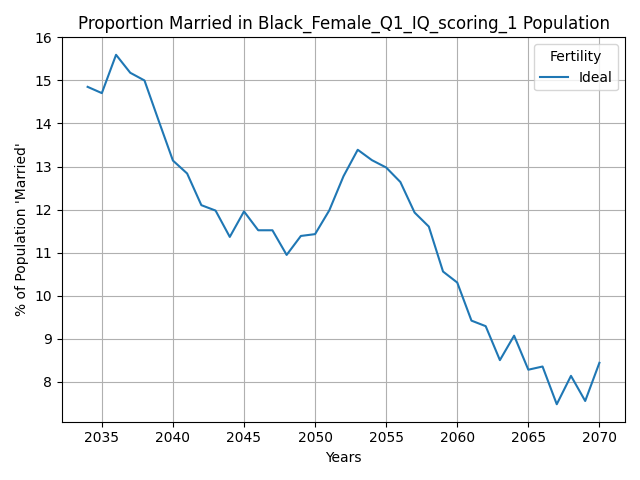 Proportion Married in Black_Female_Q1_IQ_scoring_1 Population
% of Population 'Married'
16
15
14
13
12
11
10
9
8
Fertility
Ideal
2035 2040 2045 2050 2055 2060 2065 2070
Years